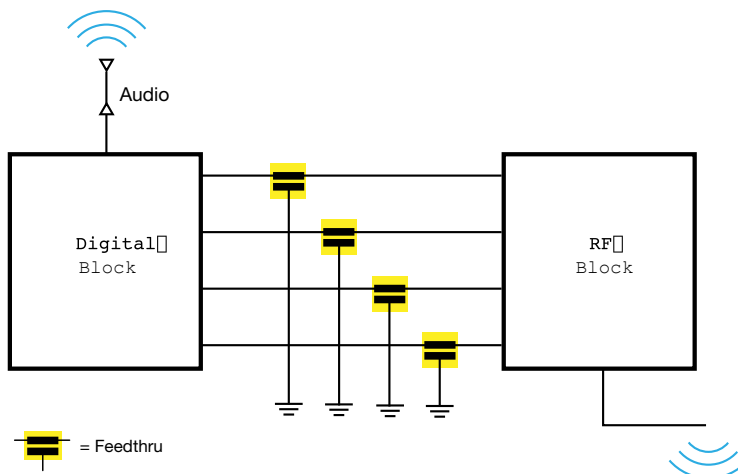 Audio
Digital
Block
RF
Block
= Feedthru